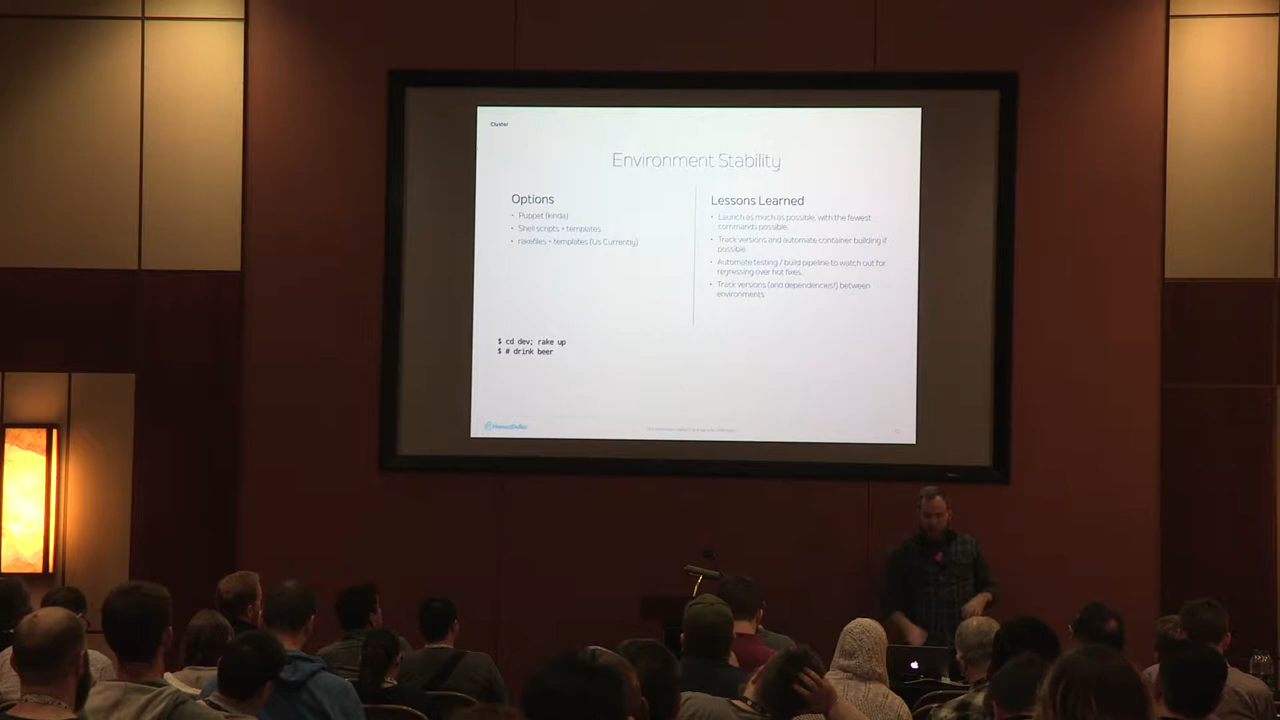 Cluster
Environment Stability
Options
• Puppet (kinda)
• Shell scripts + templates
• rakefiles + templates (Us Currently)
Lessons Learned
• Launch as much as possible, with the fewest
commands possible.
• Track versions and automate container building if
possible
• Automate testing / build pipeline to watch out for
regressing over hot fixes.
• Track versions (and dependencies!) between
environments
$ cd dev; rake up
$ # drink beer
HonestDollar